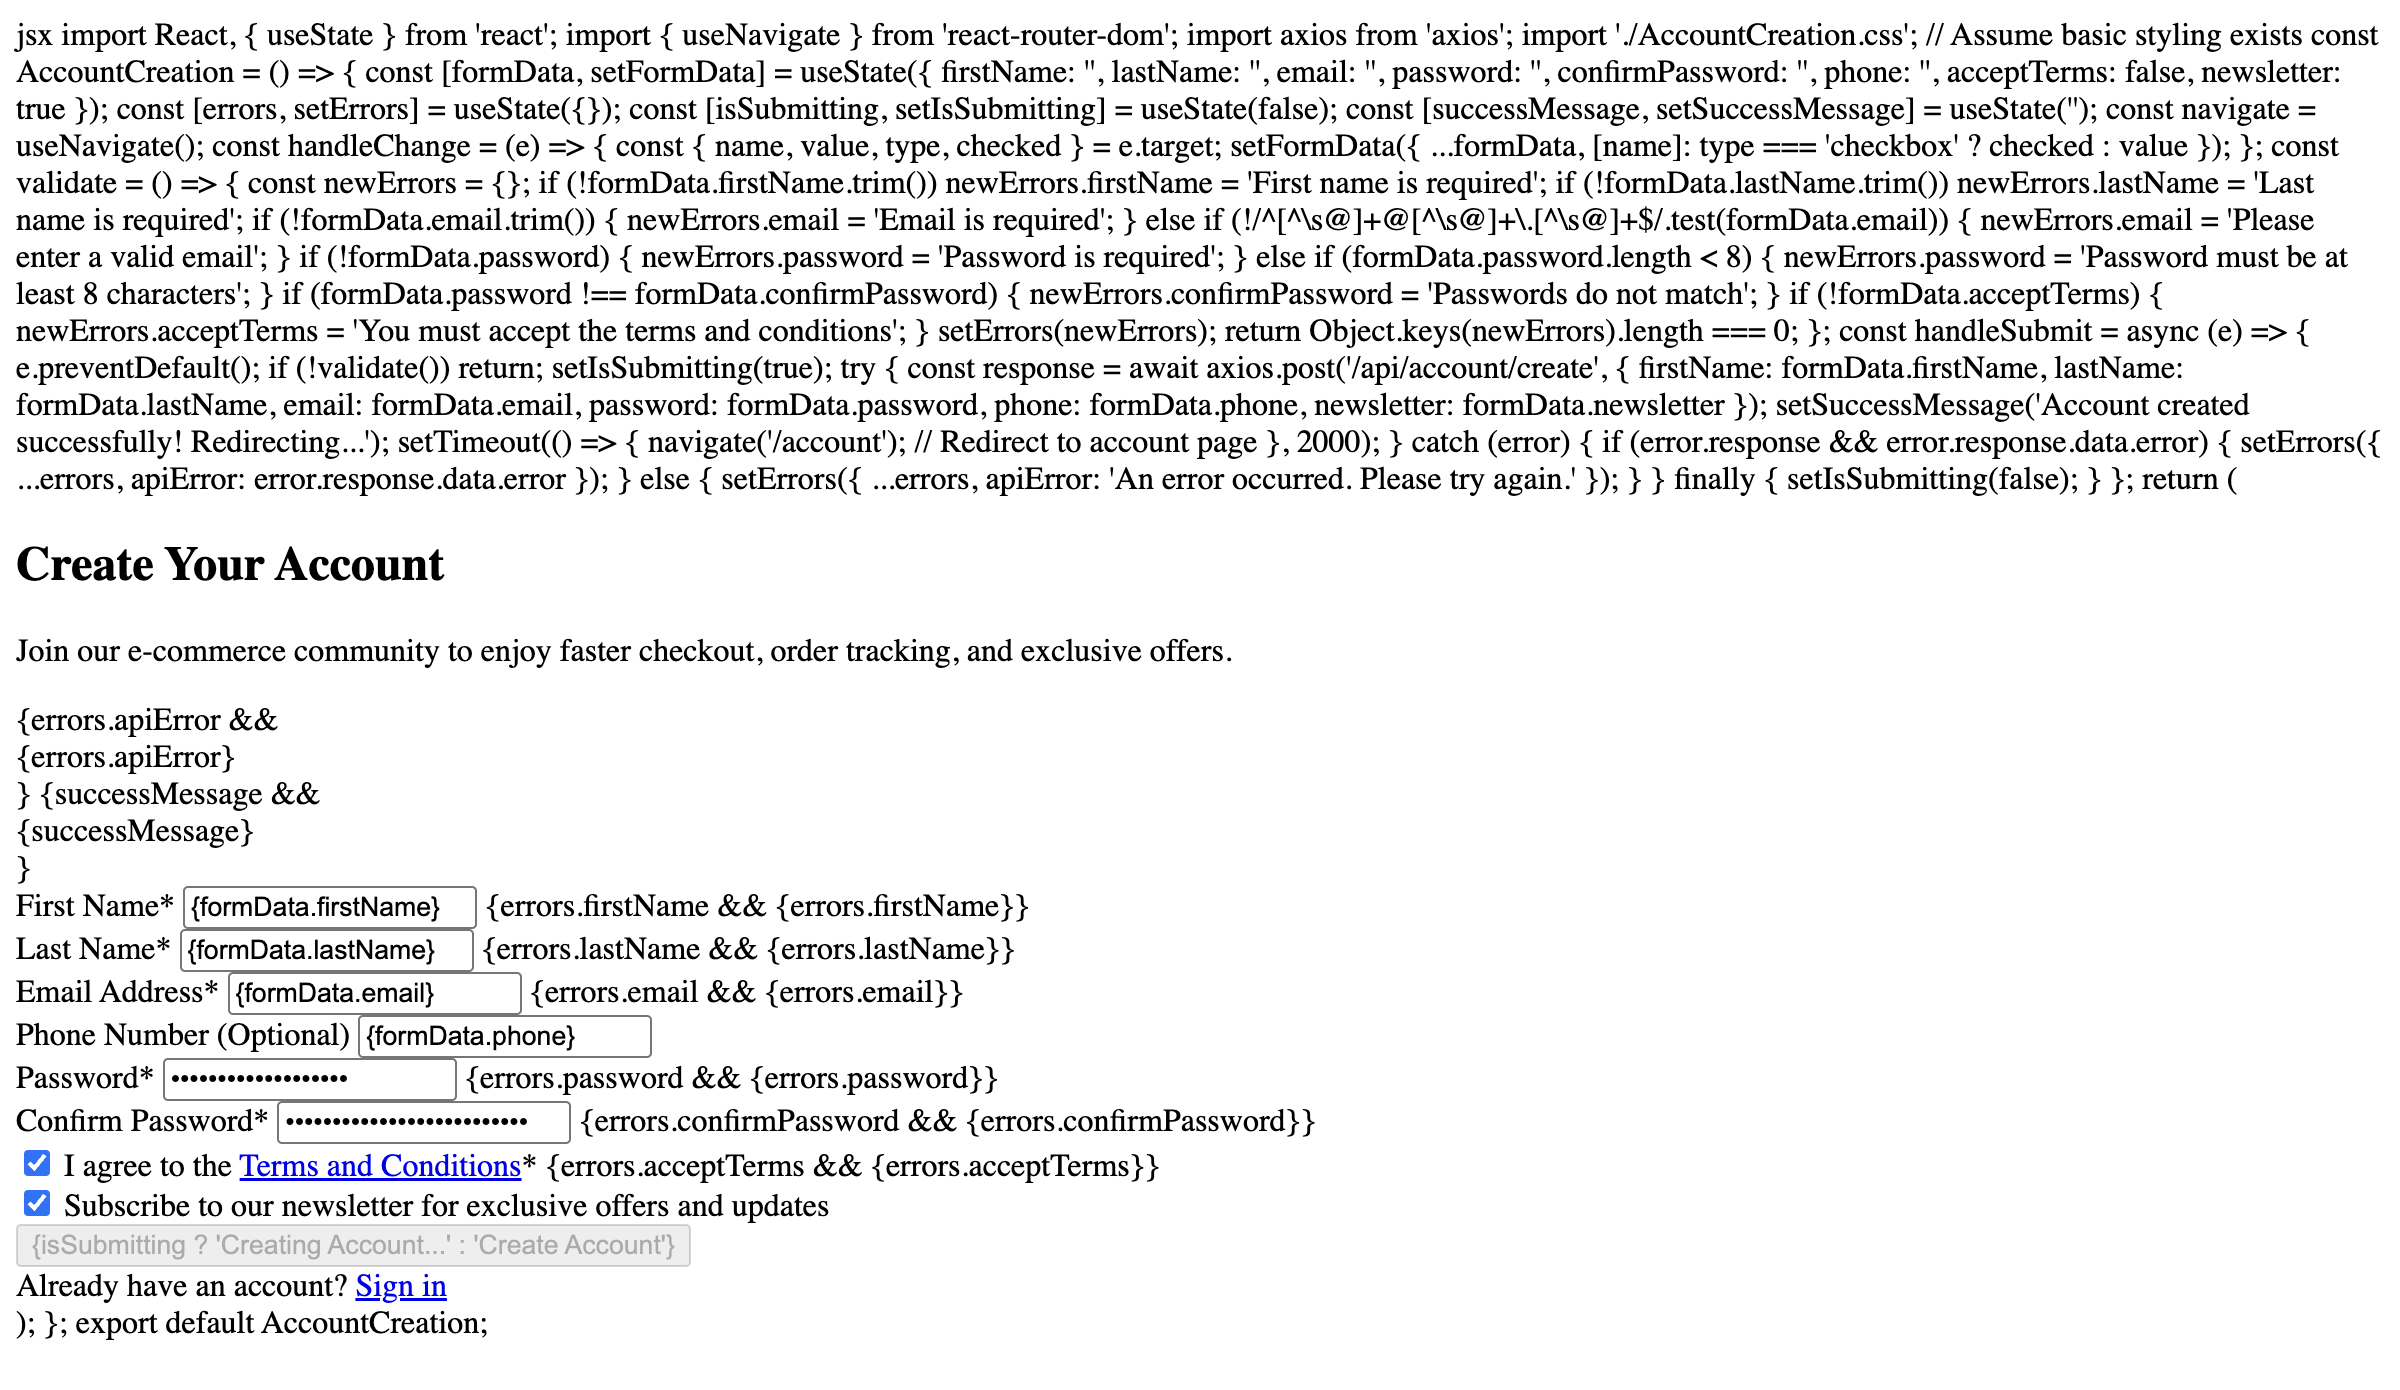 jsx import React, { useState } from 'react'; import { useNavigate } from 'react-router-dom'; import axios from 'axios'; import './AccountCreation.css'; // Assume basic styling exists const
AccountCreation = () => { const [formData, setFormData] = useState({ firstName: '', lastName: '', email: '', password: '', confirmPassword: '', phone: '', acceptTerms: false, newsletter:
true }); const [errors, setErrors] = useState({}); const [isSubmitting, setIsSubmitting] = useState(false); const [successMessage, setSuccessMessage] = useState(''); const navigate =
useNavigate(); const handleChange = (e) => { const { name, value, type, checked } = e.target; setFormData({ ...formData, [name]: type === 'checkbox' ? checked : value }); }; const
validate = () => { const newErrors = {}; if (!formData.firstName.trim()) newErrors.firstName = 'First name is required'; if (!formData.lastName.trim()) newErrors.lastName = 'Last
name is required'; if (!formData.email.trim()) { newErrors.email = 'Email is required'; } else if (!/^[^\s@]+@[^\s@]+\.[^\s@]+$/.test(formData.email)) { newErrors.email = 'Please
enter a valid email'; } if (!formData.password) { newErrors.password = 'Password is required'; } else if (formData.password.length < 8) { newErrors.password = 'Password must be at
least 8 characters'; } if (formData.password !== formData.confirmPassword) { newErrors.confirmPassword = 'Passwords do not match'; } if (!formData.acceptTerms) {
newErrors.acceptTerms = 'You must accept the terms and conditions'; } setErrors(newErrors); return Object.keys(newErrors).length === 0; }; const handleSubmit = async (e) => {
e.preventDefault(); if (!validate()) return; setIsSubmitting(true); try { const response = await axios.post('/api/account/create', { firstName: formData.firstName, lastName:
formData.lastName, email: formData.email, password: formData.password, phone: formData.phone, newsletter: formData.newsletter }); setSuccessMessage('Account created
successfully! Redirecting...'); setTimeout(() => { navigate('/account'); // Redirect to account page }, 2000); } catch (error) { if (error.response && error.response.data.error) { setErrors({
...errors, apiError: error.response.data.error }); } else { setErrors({ ...errors, apiError: 'An error occurred. Please try again.' }); } } finally { setIsSubmitting(false); } }; return (
Create Your Account
Join our e-commerce community to enjoy faster checkout, order tracking, and exclusive offers.
{errors.apiError &&
{errors.apiError}
} {successMessage &&
{successMessage}
}
First Name* {formData.firstName} {errors.firstName && {errors.firstName}}
Last Name* {formData.lastName} {errors.lastName && {errors.lastName}}
Email Address* {formData.email} {errors.email && {errors.email}}
Phone Number (Optional) {formData.phone}
Password* ••••••••••••••••••• {errors.password && {errors.password}}
Confirm Password* •••••••••••••••••••••••••• {errors.confirmPassword && {errors.confirmPassword}}
I agree to the Terms and Conditions* {errors.acceptTerms && {errors.acceptTerms}}
Subscribe to our newsletter for exclusive offers and updates
{isSubmitting ? 'Creating Account...' : 'Create Account'}
Already have an account? Sign in
); }; export default AccountCreation;